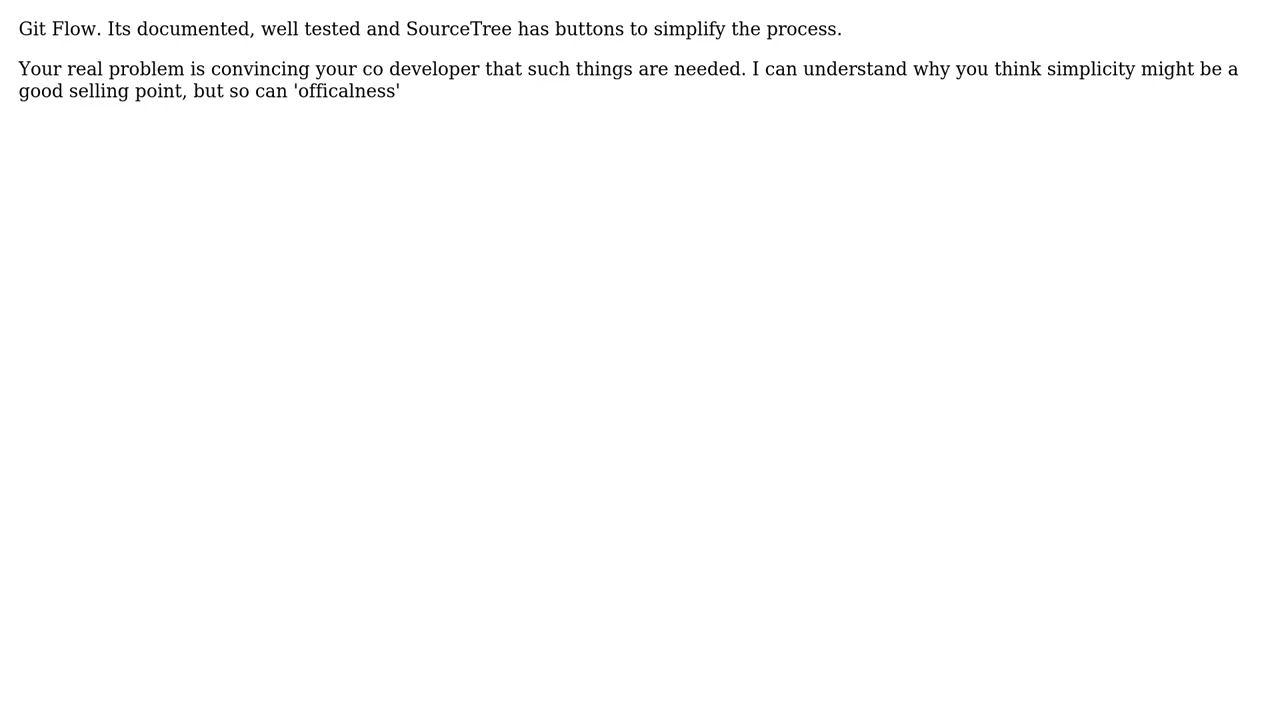 Git Flow. Its documented, well tested and SourceTree has buttons to simplify the process.
Your real problem is convincing your co developer that such things are needed. I can understand why you think simplicity might be a
good selling point, but so can 'officalness'